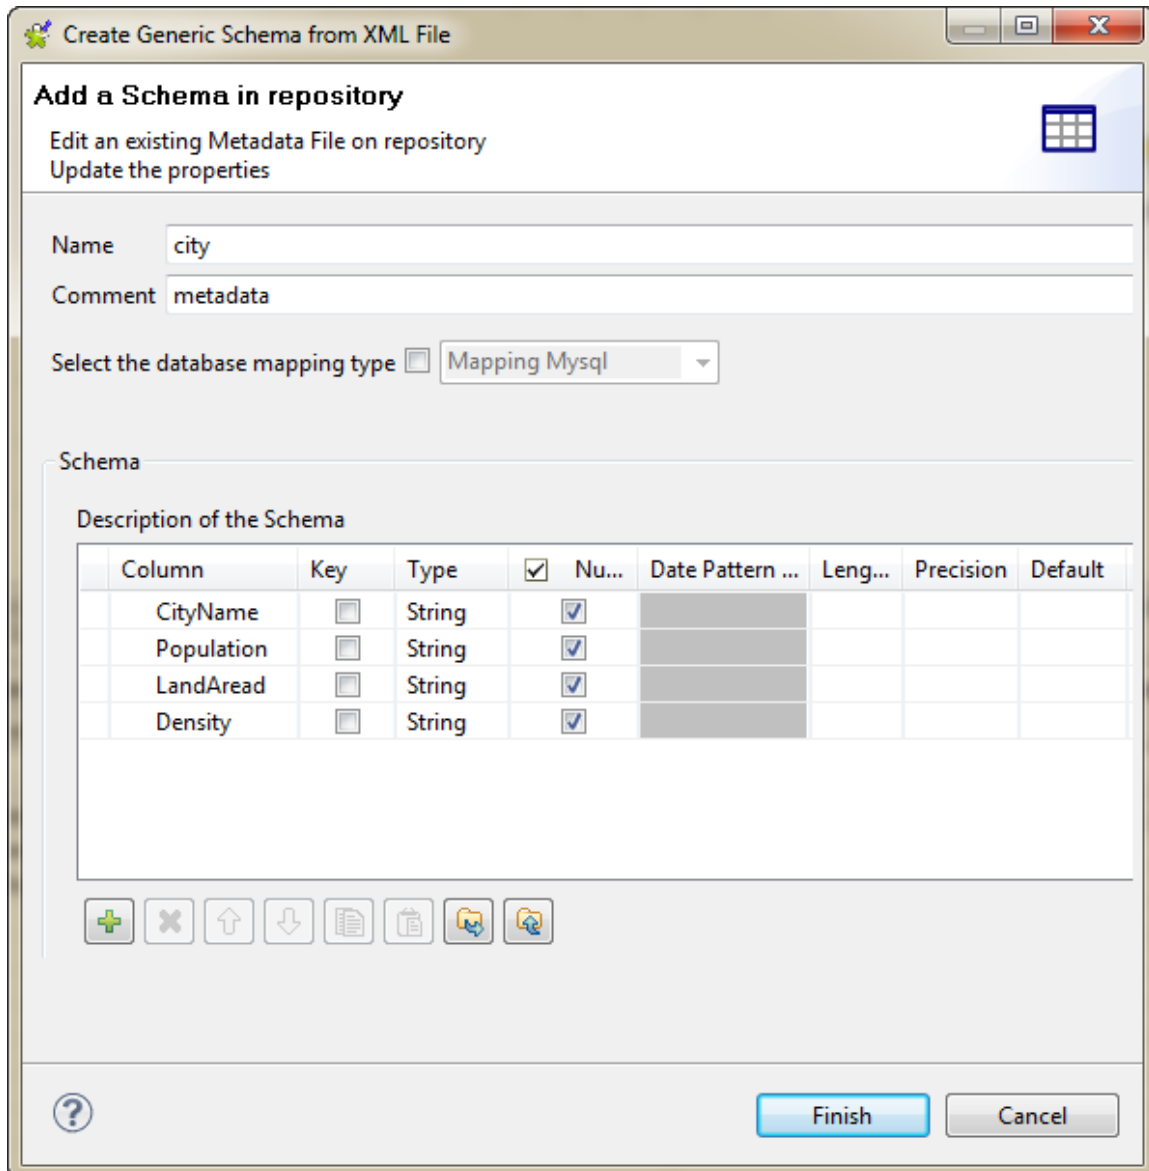 Create Generic Schema from XML File
Add a Schema in repository
Edit an existing Metadata File on repository
Update the properties
Name city
Comment metadata
Select the database mapping type Mapping Mysql
Schema
Description of the Schema
Column Key Type Nu... Date Pattern ... Leng... Precision Default
CityName String
Population String
LandAread String
Density String
Finish Cancel